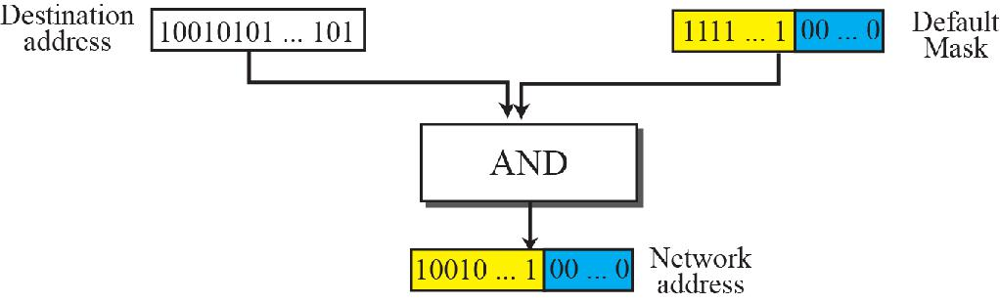 Destination
address
10010101 ... 101
1111 ... 1 00 ... 0
Default
Mask
AND
10010 ... 1 00 ... 0
Network
address